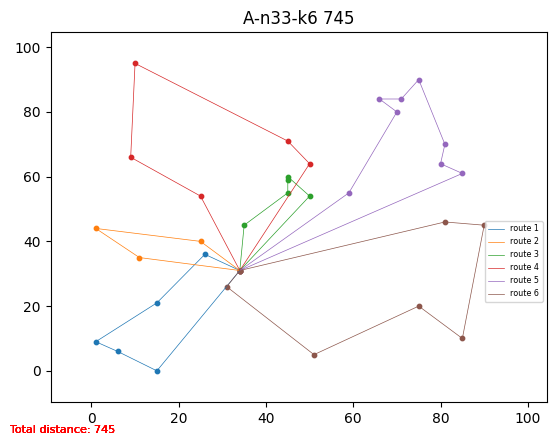 A-n33-k6 745
100
80
60
40
20
0
route 1
route 2
route 3
route 4
route 5
route 6
0 20 40 60 80 100
Total distance: 745